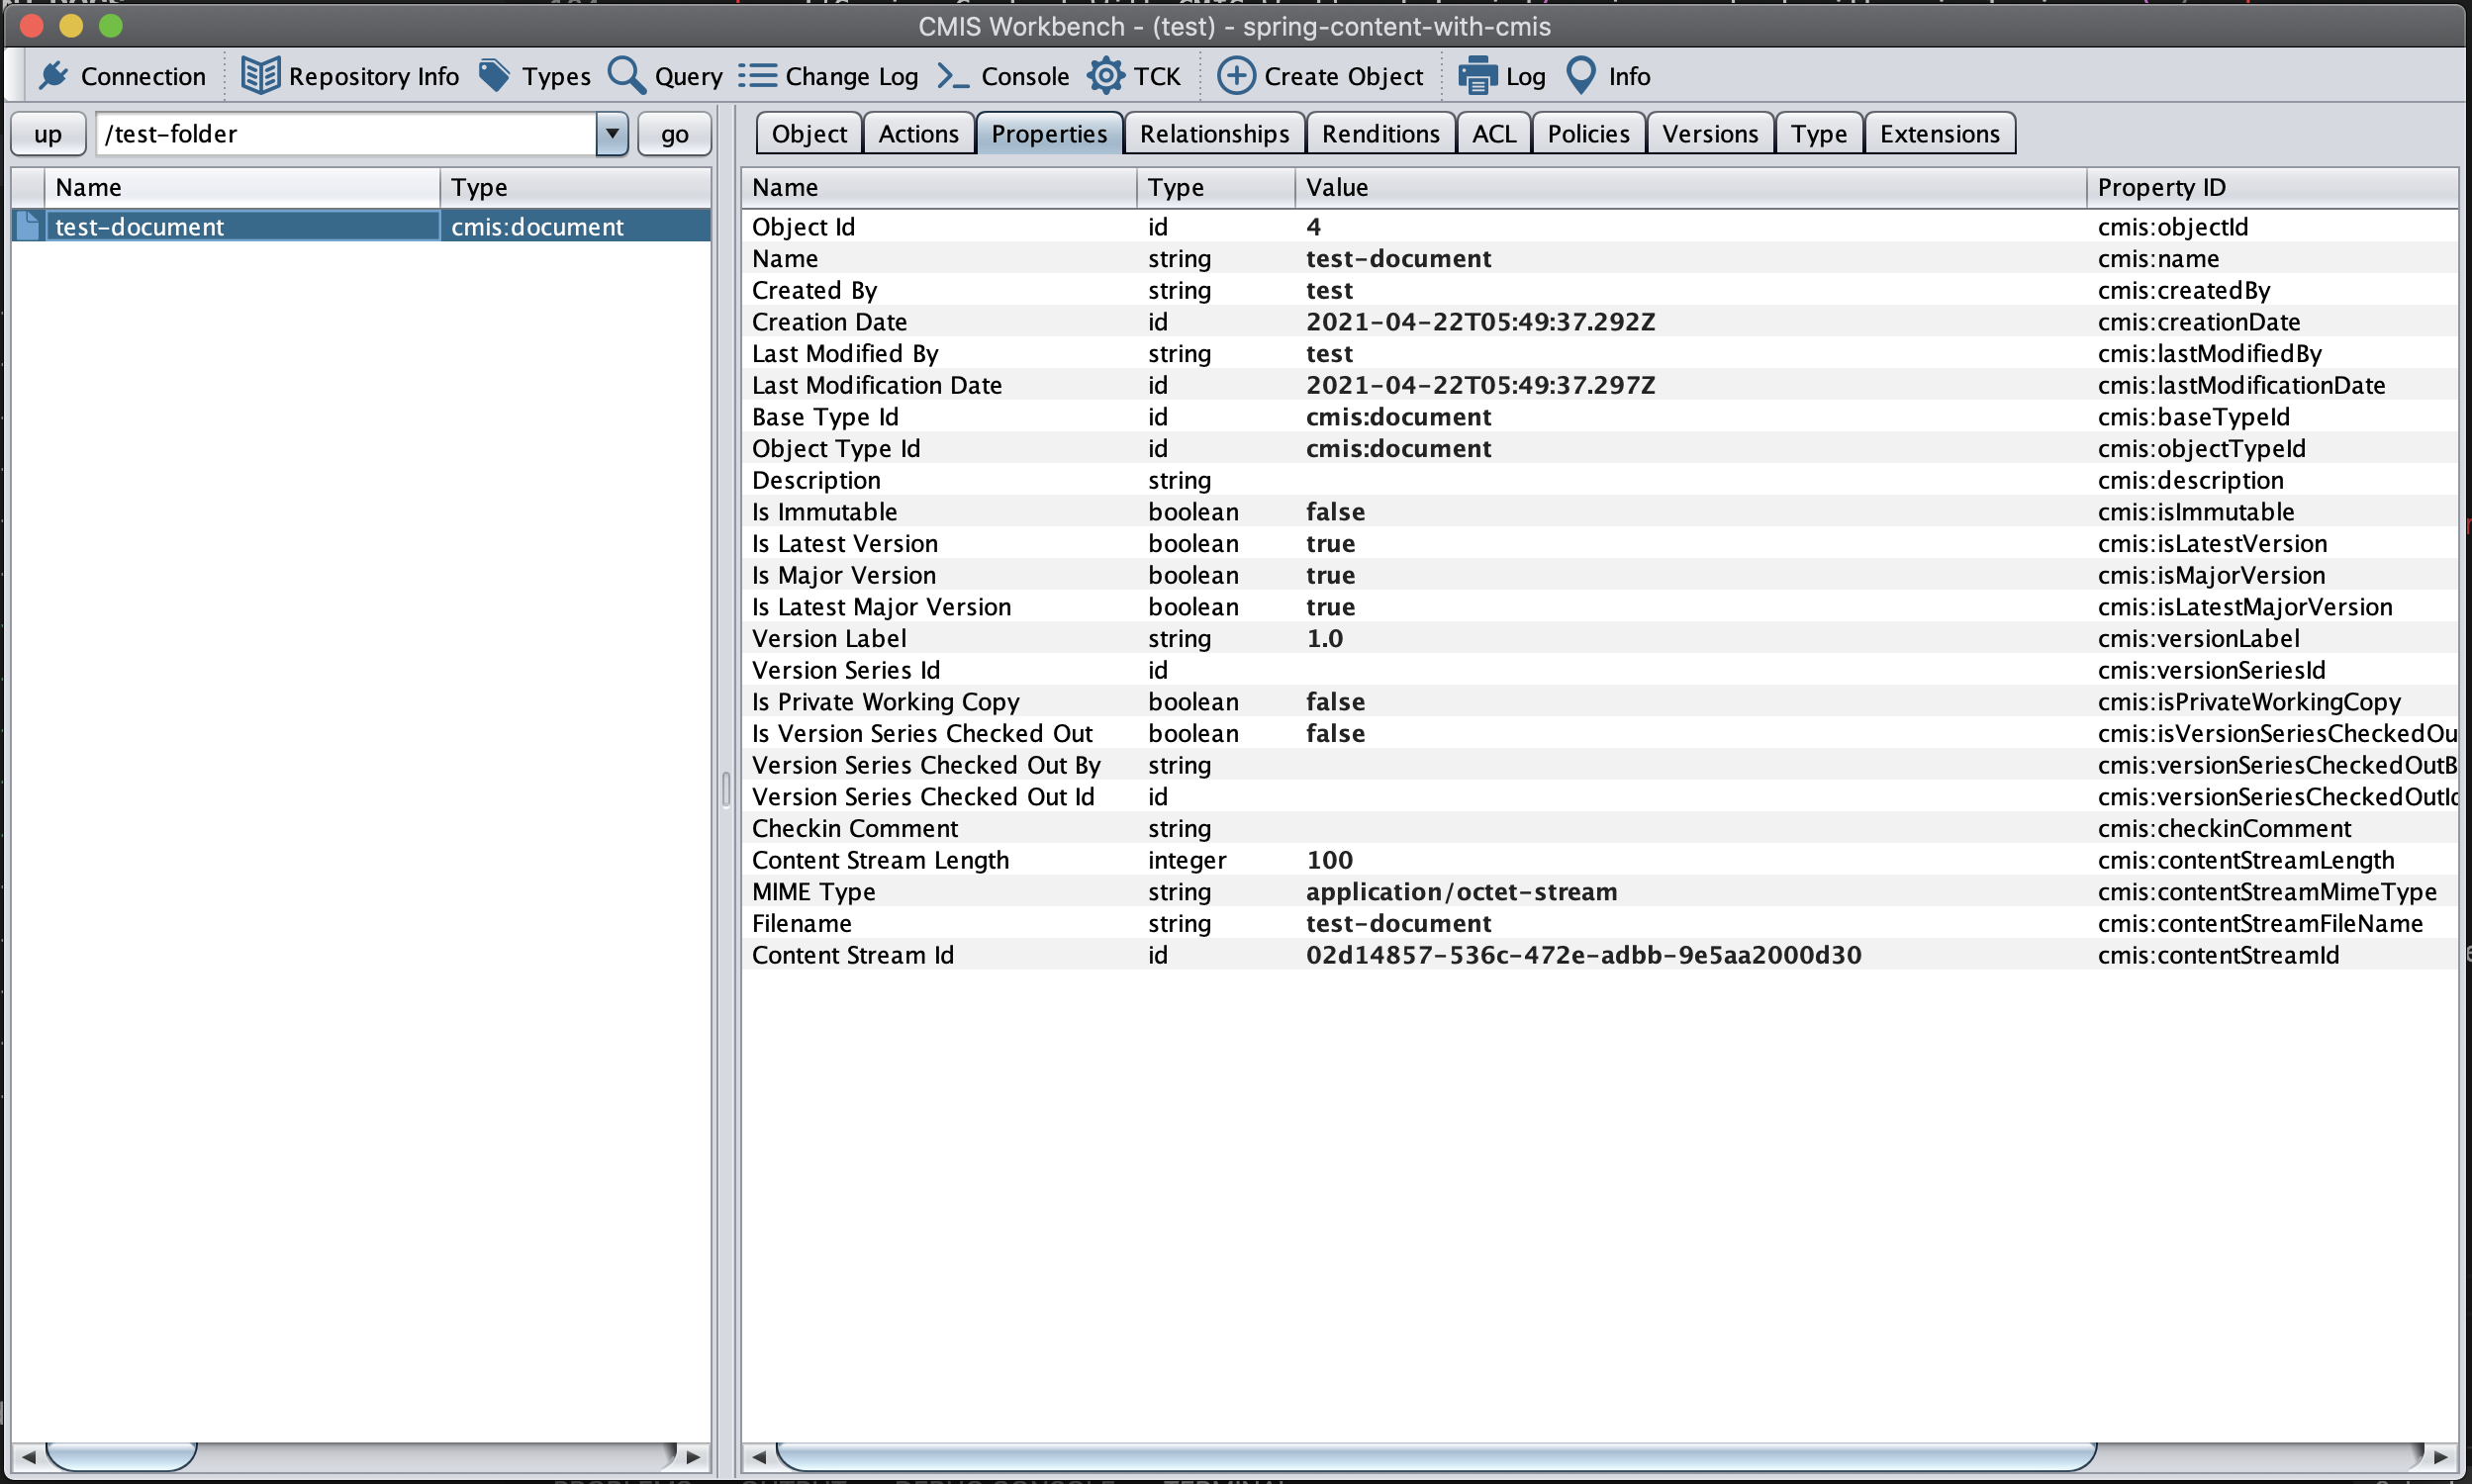 CMIS Workbench - (test) - spring-content-with-cmis
Connection Repository Info Types Query Change Log Console TCK Create Object Log Info
up /test-folder go
Object Actions Properties Relationships Renditions ACL Policies Versions Type Extensions
Name Type
test-document cmis:document
Name Type Value Property ID
Object Id id 4 cmis:objectId
Name string test-document cmis:name
Created By string test cmis:createdBy
Creation Date id 2021-04-22T05:49:37.292Z cmis:creationDate
Last Modified By string test cmis:lastModifiedBy
Last Modification Date id 2021-04-22T05:49:37.297Z cmis:lastModificationDate
Base Type Id id cmis:document cmis:baseTypeId
Object Type Id id cmis:document cmis:objectTypeId
Description string cmis:description
Is Immutable boolean false cmis:isImmutable
Is Latest Version boolean true cmis:isLatestVersion
Is Major Version boolean true cmis:isMajorVersion
Is Latest Major Version boolean true cmis:isLatestMajorVersion
Version Label string 1.0 cmis:versionLabel
Version Series Id id cmis:versionSeriesId
Is Private Working Copy boolean false cmis:isPrivateWorkingCopy
Is Version Series Checked Out boolean false cmis:isVersionSeriesCheckedOu
Version Series Checked Out By string cmis:versionSeriesCheckedOutB
Version Series Checked Out Id id cmis:versionSeriesCheckedOutId
Checkin Comment string cmis:checkinComment
Content Stream Length integer 100 cmis:contentStreamLength
MIME Type string application/octet-stream cmis:contentStreamMimeType
Filename string test-document cmis:contentStreamFileName
Content Stream Id id 02d14857-536c-472e-adbb-9e5aa2000d30 cmis:contentStreamId